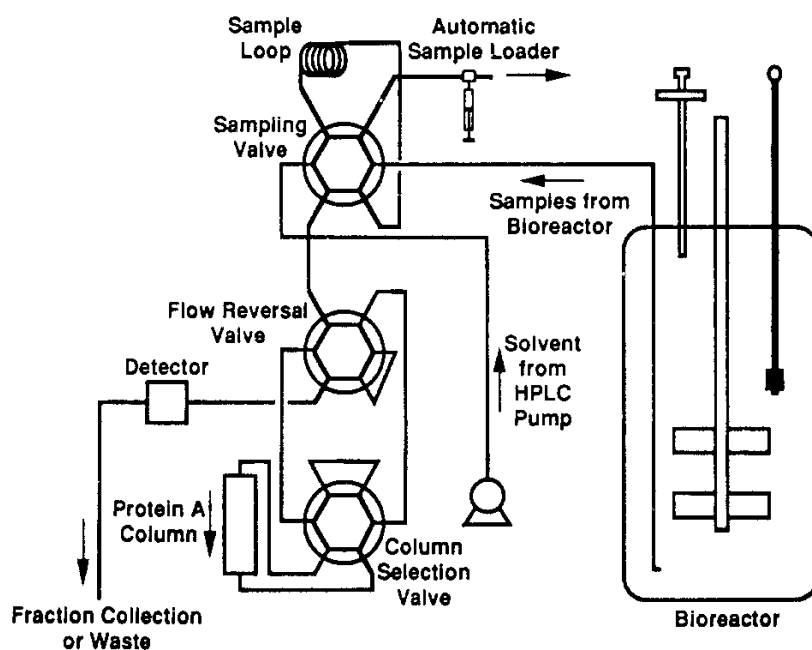 Sample
Loop
Automatic
Sample Loader
Sampling
Valve
Samples from
Bioreactor
Flow Reversal
Valve
Detector
Solvent
from
HPLC
Pump
Protein A
Column
Column
Selection
Valve
Fraction Collection
or Waste
Bioreactor